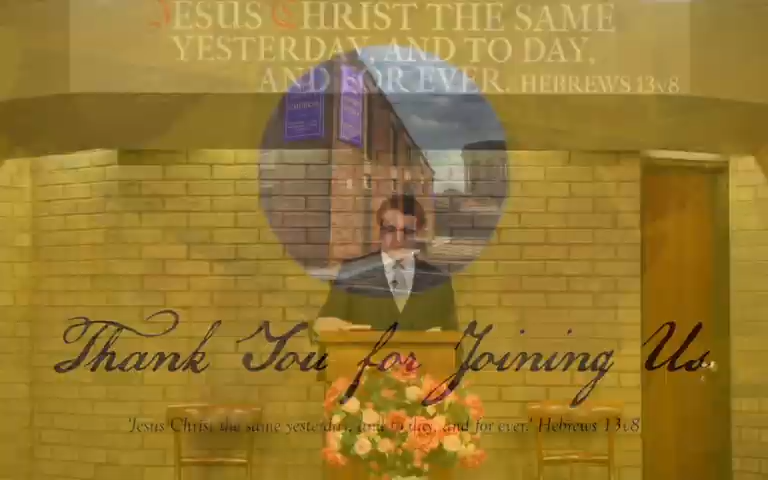 JESUS CHRIST THE SAME
YESTERDAY, AND TO DAY,
AND FOR EVER. HEBREWS 13v8
Thank You for Joining Us
'Jesus Christ the same yesterday, and to day, and for ever.' Hebrews 13v8